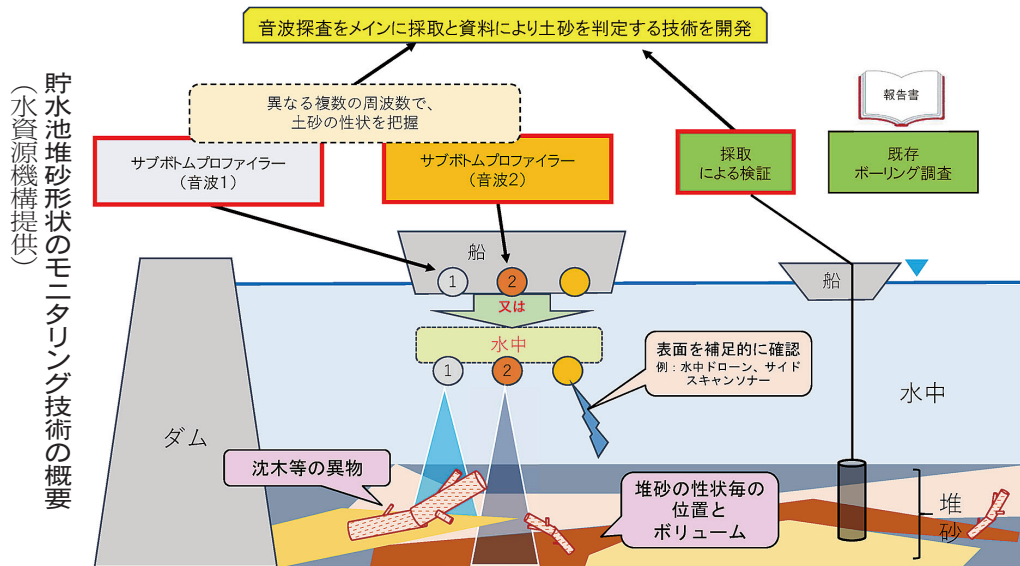 音波探査をメインに採取と資料により土砂を判定する技術を開発
貯水池堆砂形状のモニタリング技術の概要
（水資源機構提供）
異なる複数の周波数で、
土砂の性状を把握
報告書
サブボトムプロファイラー
（音波１）
サブボトムプロファイラー
（音波２）
採取
による検証
既存
ボーリング調査
船
1
2
又は
水中
1
2
船
表面を補足的に確認
例：水中ドローン、サイド
スキャンソナー
水中
ダム
沈木等の異物
堆砂の性状毎の
位置と
ボリューム
堆
砂